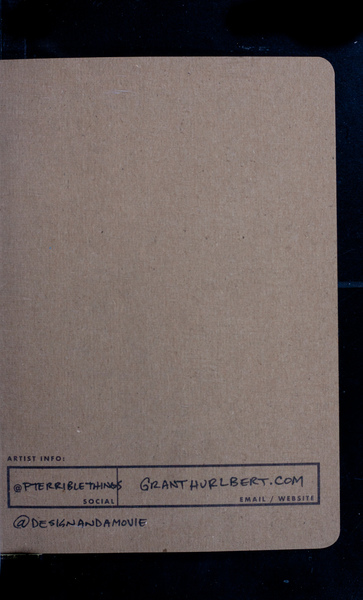 ARTIST INFO:
@PTERRIBLETHINGS GRANTHURLBERT.COM
SOCIAL EMAIL / WEBSITE
@DESIGNANDAMOVIE